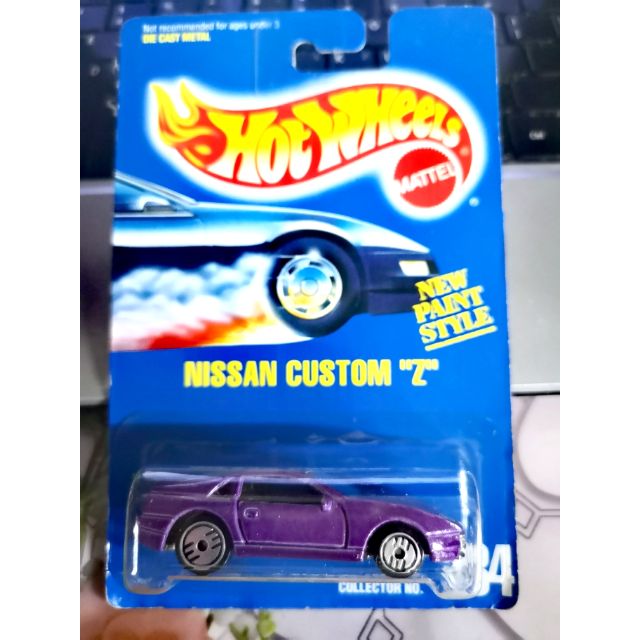 Not recommended for ages under 3
DIE CAST METAL
HOT WHEELS
MATTEL
NEW
PAINT
STYLE
NISSAN CUSTOM "Z"
COLLECTOR NO.